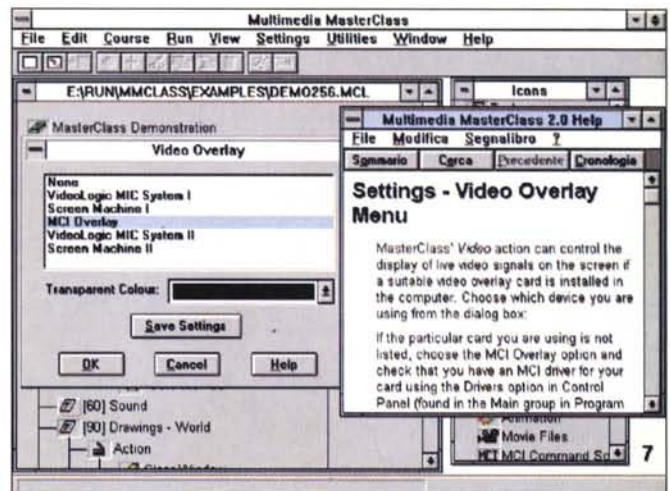 Multimedia MasterClass
File Edit Course Run View Settings Utilities Window Help
E:\RUN\MMCLASS\EXAMPLES\DEMO256.MCL
Icons
MasterClass Demonstration
Video Overlay
None
VideoLogic MIC System I
Screen Machine I
MCI Overlay
VideoLogic MIC System II
Screen Machine II
Transparent Colour:
Save Settings
OK Cancel Help
[60] Sound
[90] Drawings - World
Action
Multimedia MasterClass 2.0 Help
File Modifica Segnalibro ?
Sommario Cerca Precedente Cronologia
Settings - Video Overlay
Menu
MasterClass' Video action can control the
display of live video signals on the screen if
a suitable video overlay card is installed in
the computer. Choose which device you are
using from the dialog box:
If the particular card you are using is not
listed, choose the MCI Overlay option and
check that you have an MCI driver for your
card using the Drivers option in Control
Panel (found in the Main group in Program
Animation
Movie Files
MCI MCI Command
7